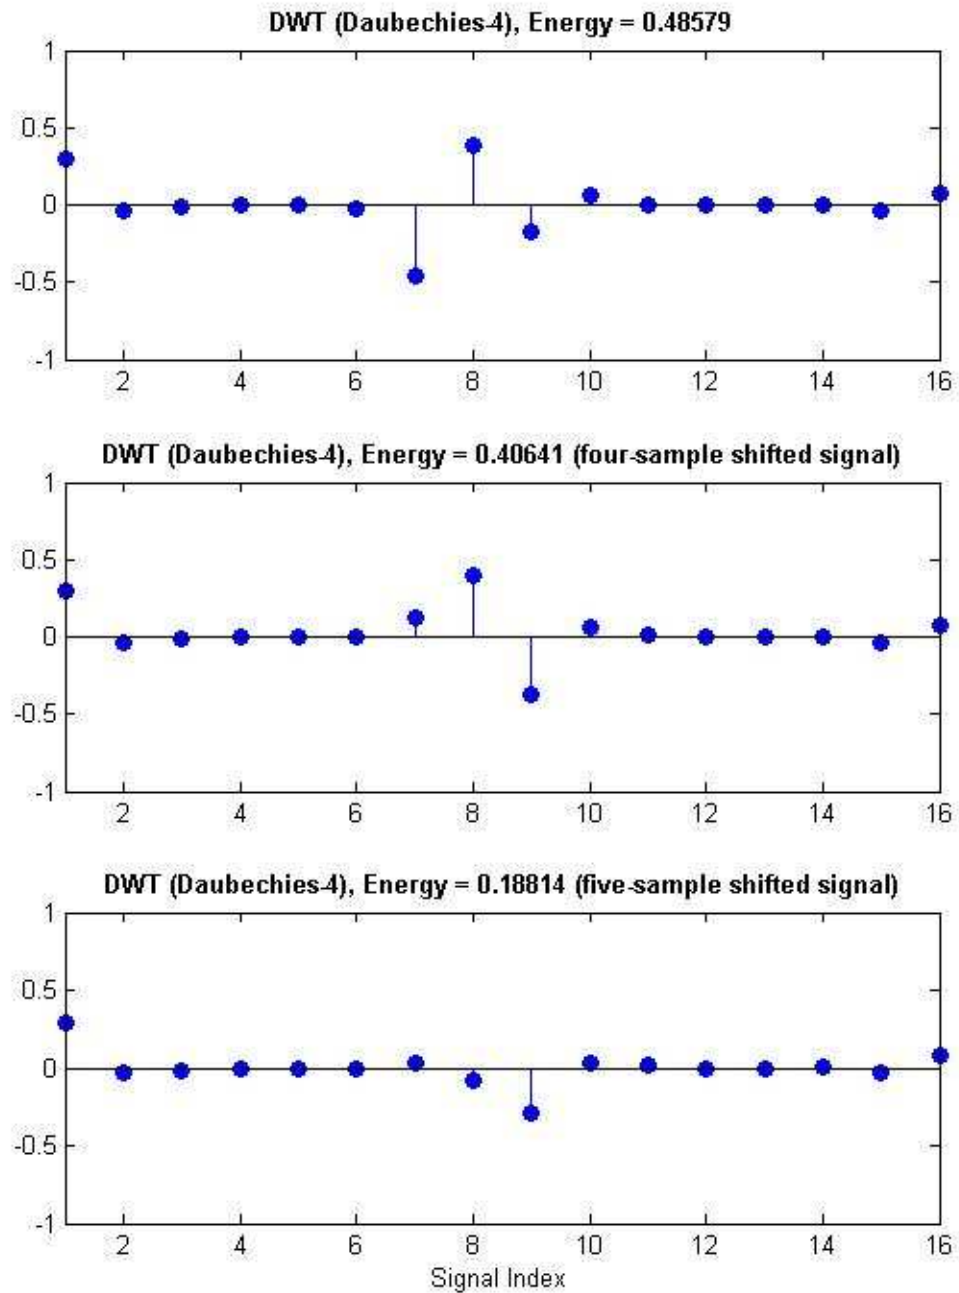 DWT (Daubechies-4), Energy = 0.48579
1
0.5
0
-0.5
-1
2 4 6 8 10 12 14 16
DWT (Daubechies-4), Energy = 0.40641 (four-sample shifted signal)
1
0.5
0
-0.5
-1
2 4 6 8 10 12 14 16
DWT (Daubechies-4), Energy = 0.18814 (five-sample shifted signal)
1
0.5
0
-0.5
-1
2 4 6 8 10 12 14 16
Signal Index